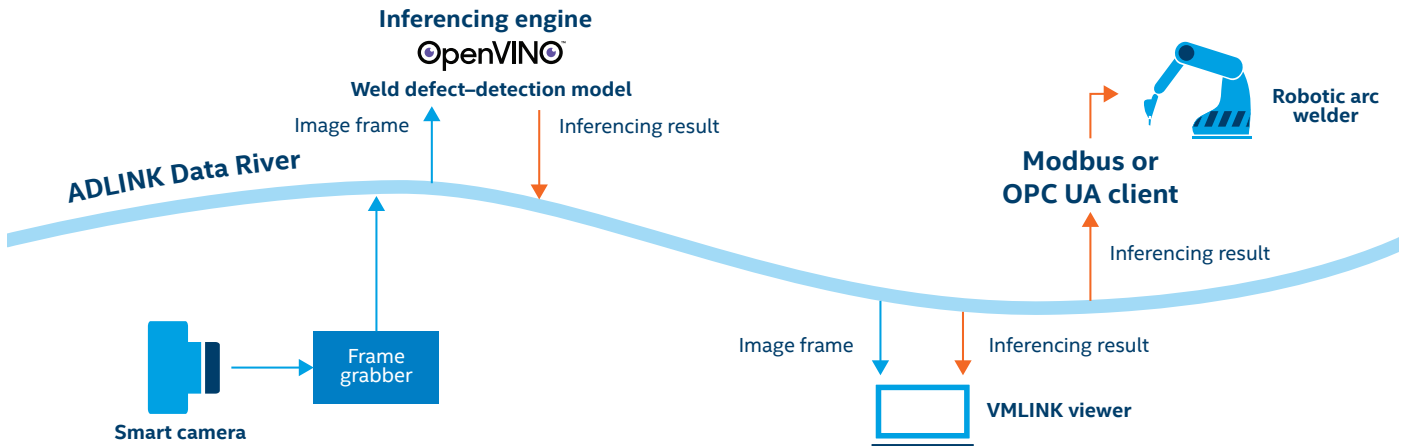 Inferencing engine
OpenVINO™
Weld defect–detection model
Image frame
Inferencing result
ADLINK Data River
Robotic arc
welder
Modbus or
OPC UA client
Inferencing result
Frame
grabber
Smart camera
Image frame
Inferencing result
VMLINK viewer